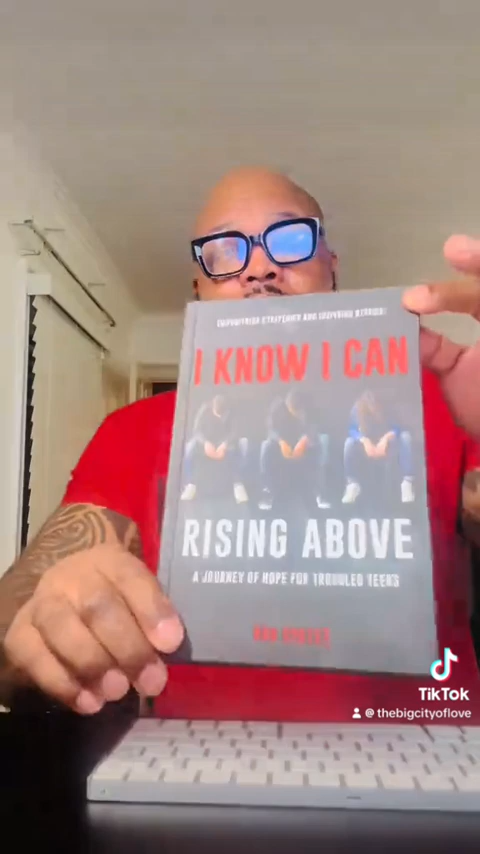 EMPOWERING STRATEGIES AND INSPIRING STORIES!
I KNOW I CAN
RISING ABOVE
A JOURNEY OF HOPE FOR TROUBLED TEENS
TikTok
@ thebigcityoflove